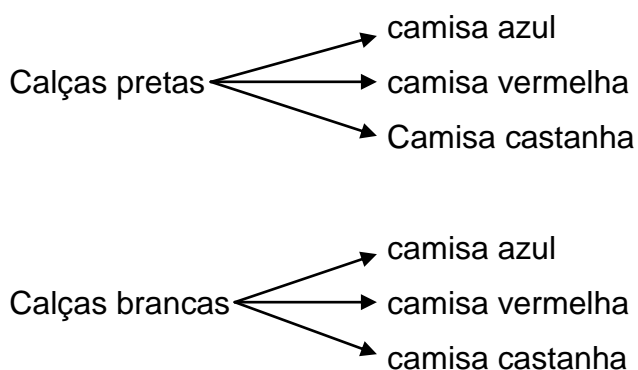 camisa azul
Calças pretas
camisa vermelha
Camisa castanha
camisa azul
Calças brancas
camisa vermelha
camisa castanha